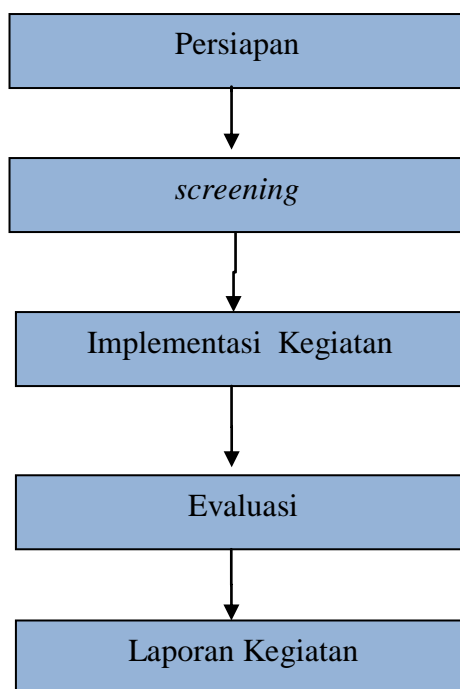 Persiapan
screening
Implementasi Kegiatan
Evaluasi
Laporan Kegiatan